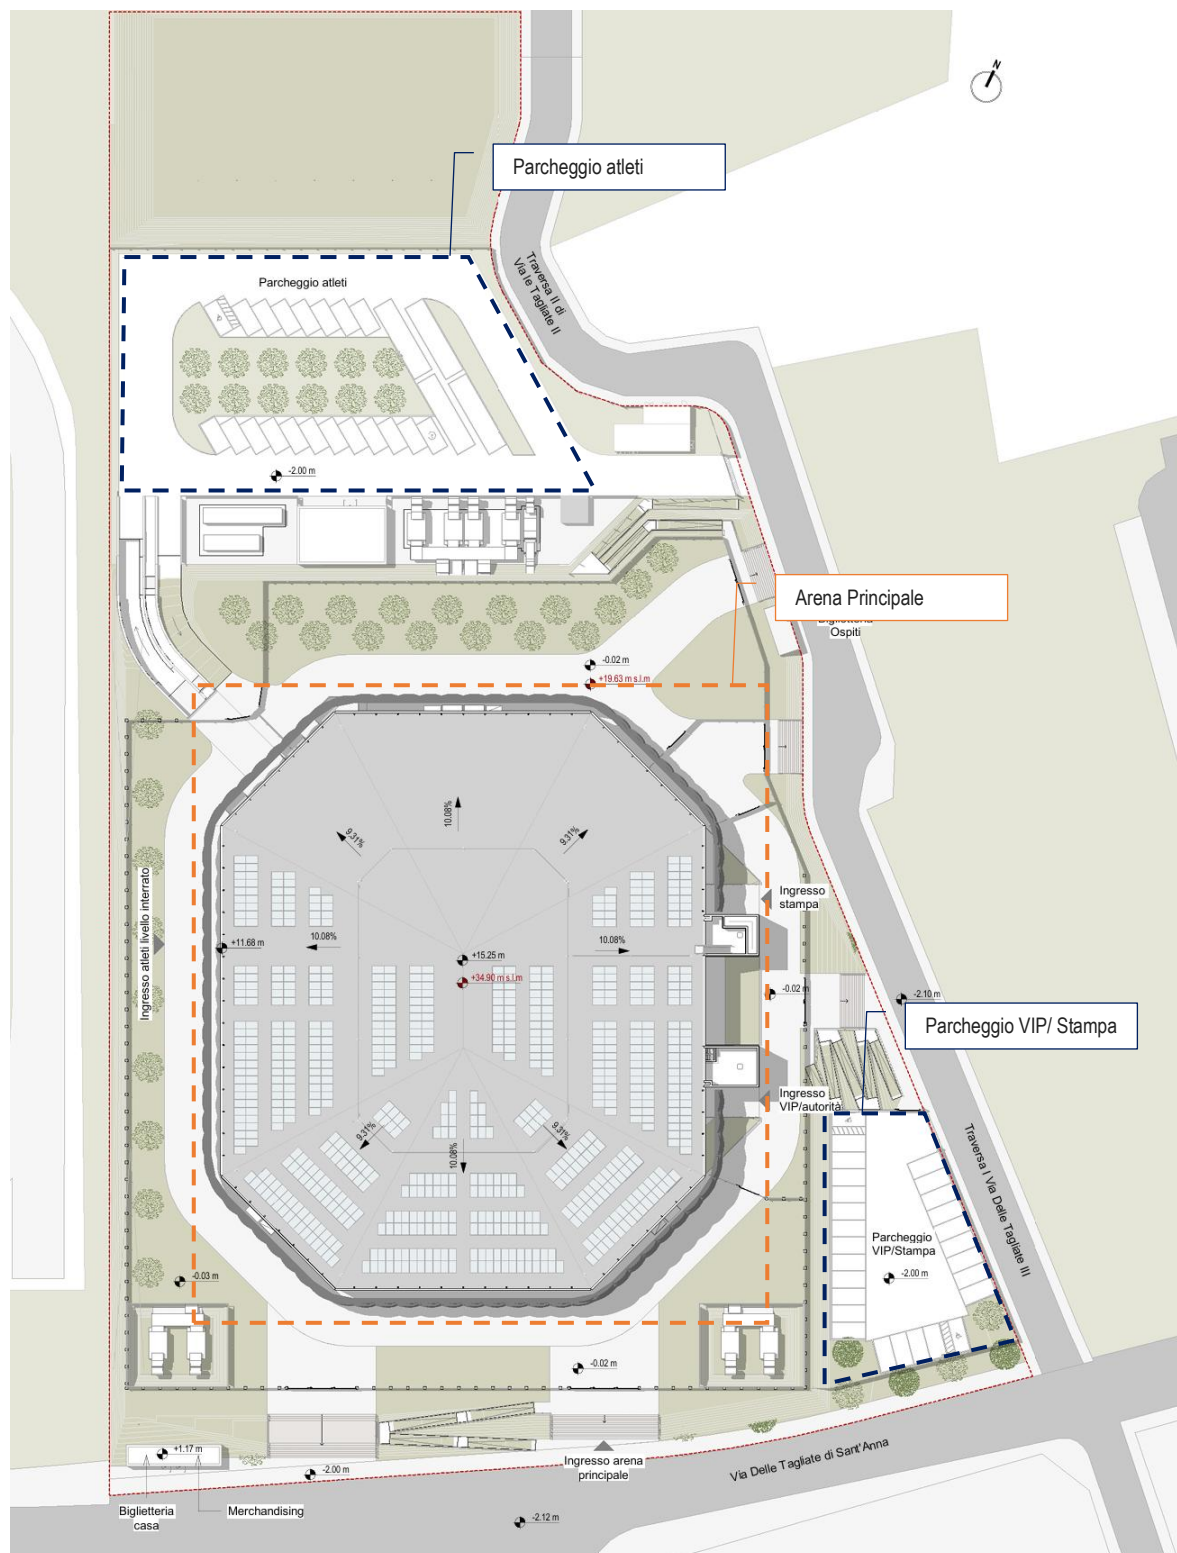 N
Parcheggio atleti
Traversa II di
Via le Tagliate II
Parcheggio atleti
-2.00 m
Arena Principale
Ospiti
-0.02 m
+19.63 m s.l.m
10.08%
9.31%
9.31%
Ingresso
stampa
Ingresso atleti livello interrato
+11.68 m
10.08%
10.08%
+15.25 m
+34.90 m s.l.m
-0.02 m
-2.10 m
Parcheggio VIP/ Stampa
Ingresso
VIP/autorità
9.31%
10.08%
9.31%
Traversa I Via Delle Tagliate III
Parcheggio
VIP/Stampa
-2.00 m
-0.03 m
-0.02 m
+1.17 m
-2.00 m
Ingresso arena
principale
Via Delle Tagliate di Sant'Anna
Biglietteria
casa
Merchandising
-2.12 m